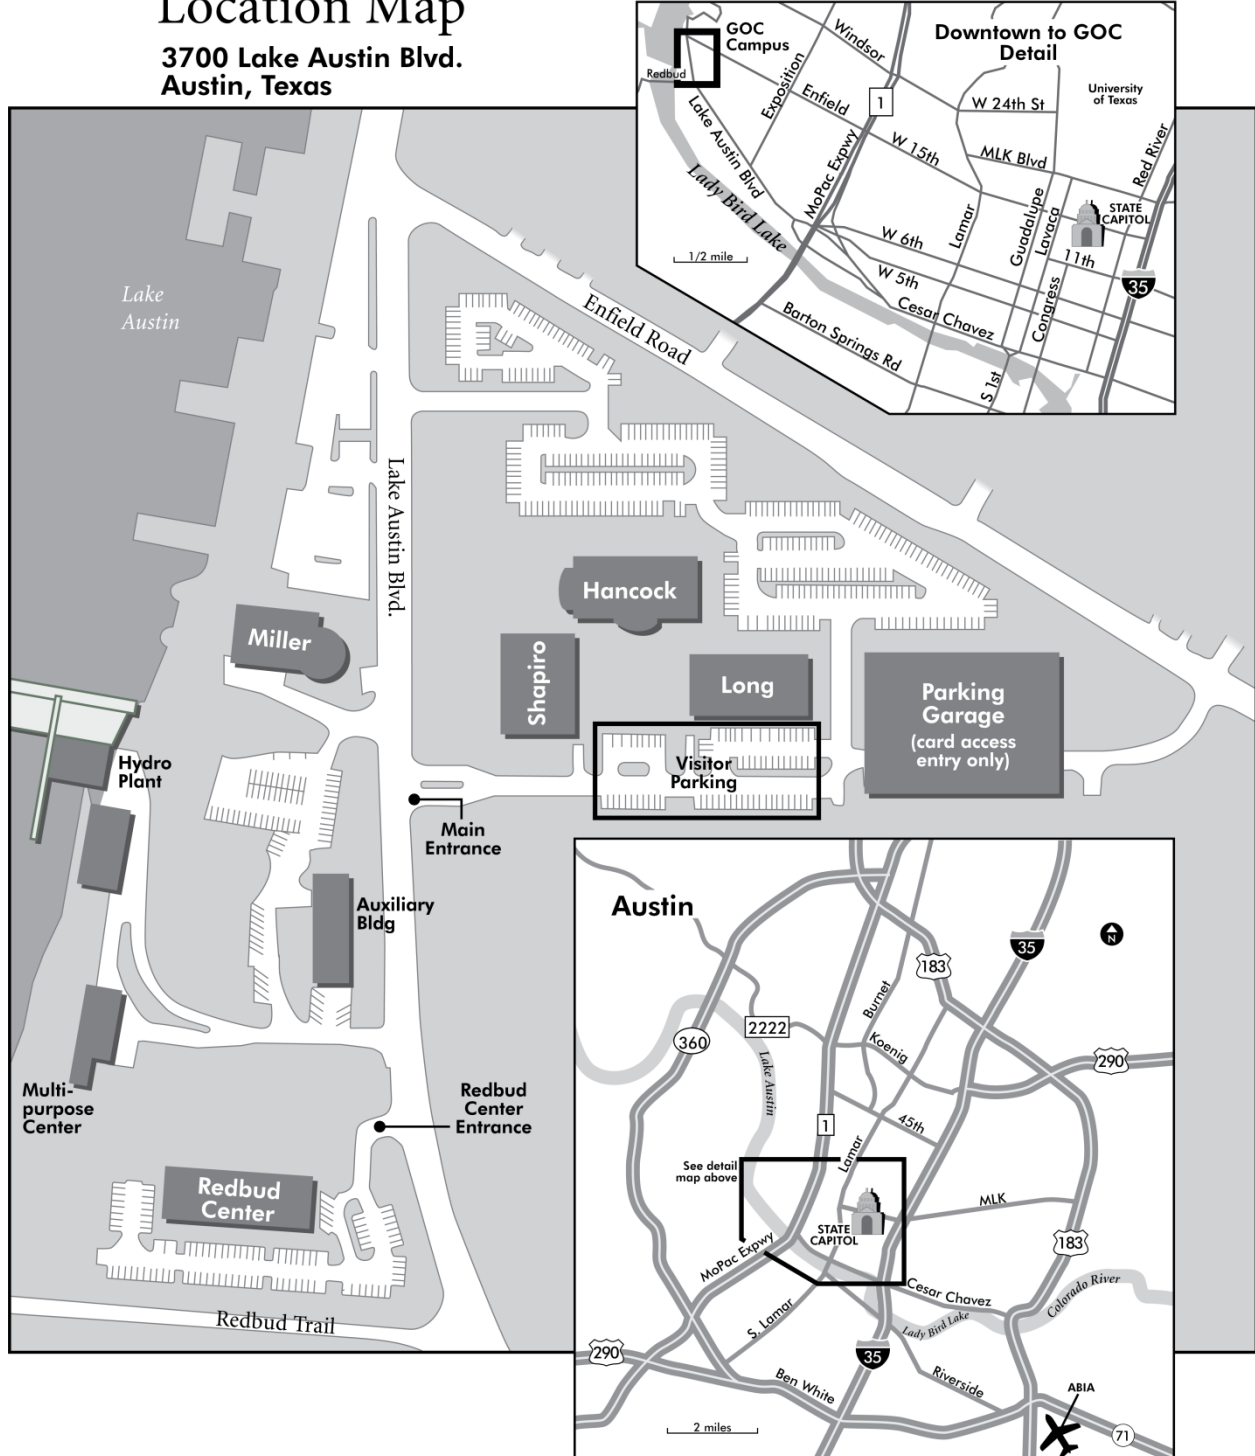 Location Map
3700 Lake Austin Blvd.
Austin, Texas
GOC
Campus
Redbud
Downtown to GOC
Detail
University
of Texas
Windsor
Exposition
Enfield
1
W 24th St
MLK Blvd
Red River
Lake Austin Blvd
MoPac Expwy
W 15th
Lamar
Guadalupe
Lavaca
STATE
CAPITOL
11th
35
Lady Bird Lake
1/2 mile
W 6th
W 5th
Cesar Chavez
Congress
Barton Springs Rd
S 1st
Lake
Austin
Enfield Road
Lake Austin Blvd.
Hancock
Miller
Shapiro
Long
Parking
Garage
(card access
entry only)
Visitor
Parking
Hydro
Plant
Main
Entrance
Auxiliary
Bldg
Multi-
purpose
Center
Redbud
Center
Entrance
Redbud
Center
Redbud Trail
Austin
N
35
183
Burnet
2222
360
Koenig
290
Lake Austin
1
45th
Lamar
See detail
map above
MLK
STATE
CAPITOL
183
MoPac Expwy
Cesar Chavez
Colorado River
S. Lamar
Lady Bird Lake
290
35
Ben White
Riverside
ABIA
71
2 miles